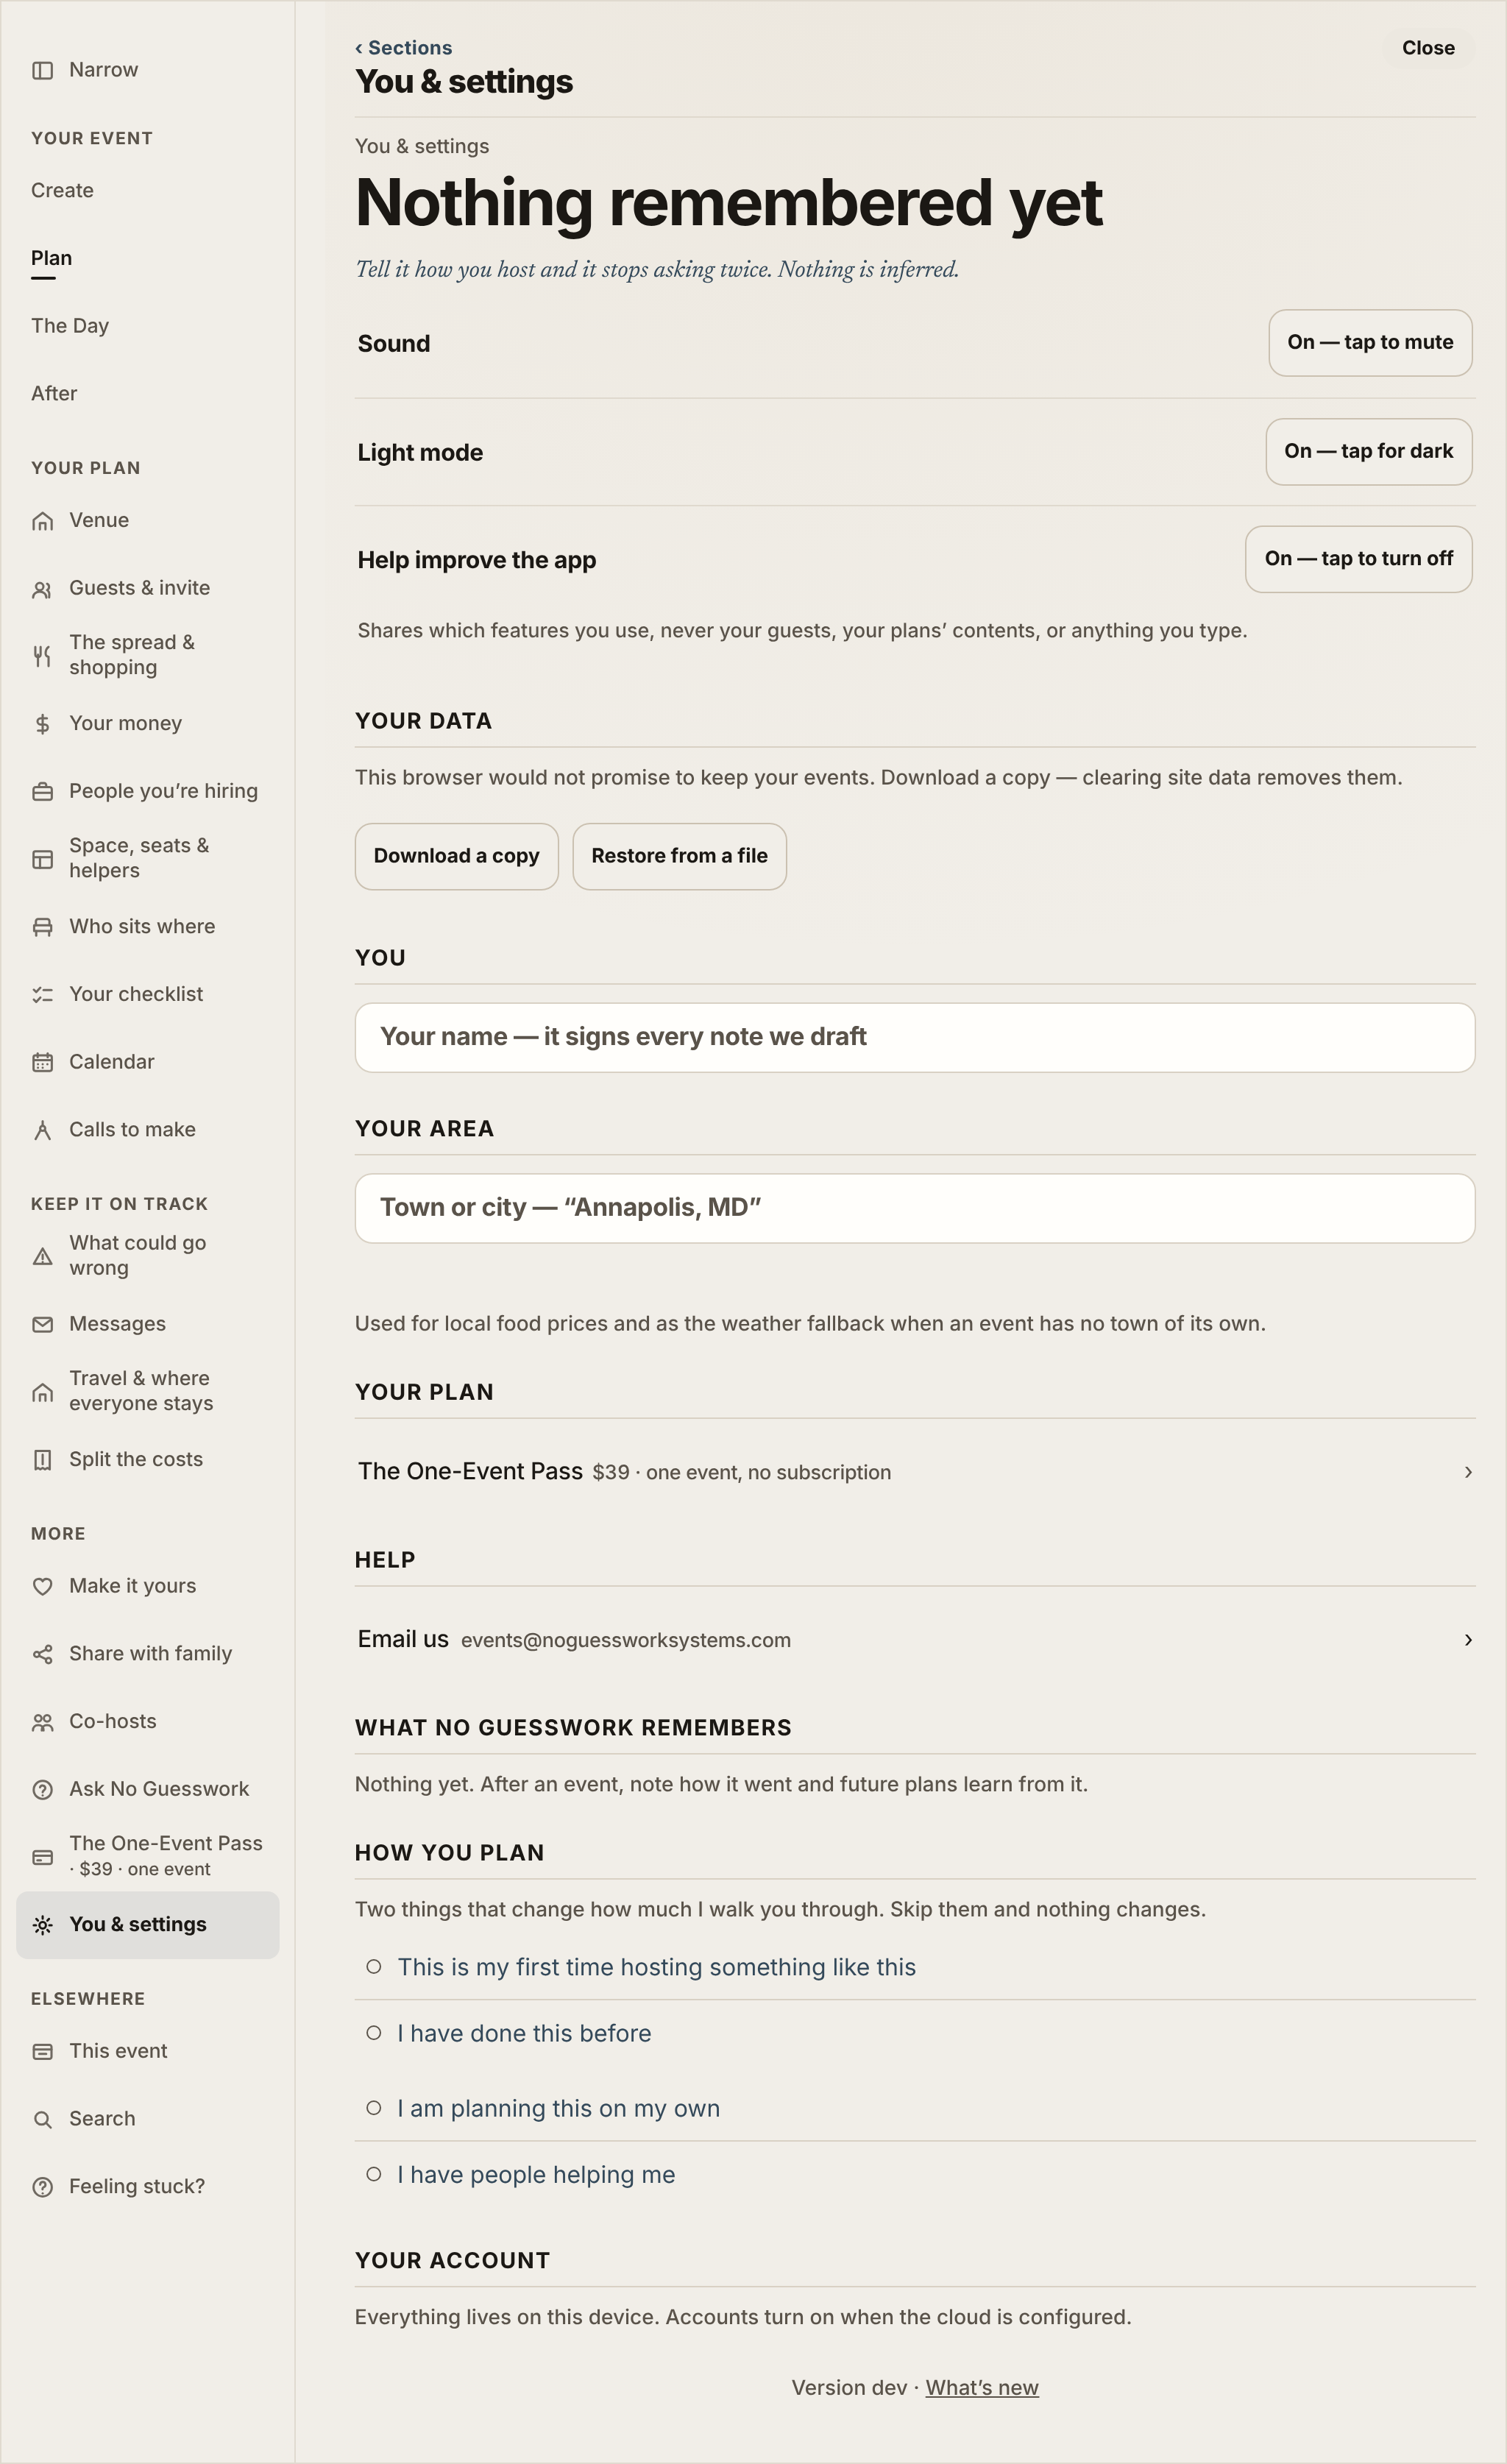 Narrow
YOUR EVENT
Create
Plan
The Day
After
YOUR PLAN
Venue
Guests & invite
The spread &
shopping
Your money
People you’re hiring
Space, seats &
helpers
Who sits where
Your checklist
Calendar
Calls to make
KEEP IT ON TRACK
What could go
wrong
Messages
Travel & where
everyone stays
Split the costs
MORE
Make it yours
Share with family
Co-hosts
Ask No Guesswork
The One-Event Pass
· $39 · one event
You & settings
ELSEWHERE
This event
Search
Feeling stuck?
‹ Sections
Close
You & settings
You & settings
Nothing remembered yet
Tell it how you host and it stops asking twice. Nothing is inferred.
Sound
On — tap to mute
Light mode
On — tap for dark
Help improve the app
On — tap to turn off
Shares which features you use, never your guests, your plans’ contents, or anything you type.
YOUR DATA
This browser would not promise to keep your events. Download a copy — clearing site data removes them.
Download a copy
Restore from a file
YOU
Your name — it signs every note we draft
YOUR AREA
Town or city — “Annapolis, MD”
Used for local food prices and as the weather fallback when an event has no town of its own.
YOUR PLAN
The One-Event Pass $39 · one event, no subscription ›
HELP
Email us events@noguessworksystems.com ›
WHAT NO GUESSWORK REMEMBERS
Nothing yet. After an event, note how it went and future plans learn from it.
HOW YOU PLAN
Two things that change how much I walk you through. Skip them and nothing changes.
This is my first time hosting something like this
I have done this before
I am planning this on my own
I have people helping me
YOUR ACCOUNT
Everything lives on this device. Accounts turn on when the cloud is configured.
Version dev · What’s new